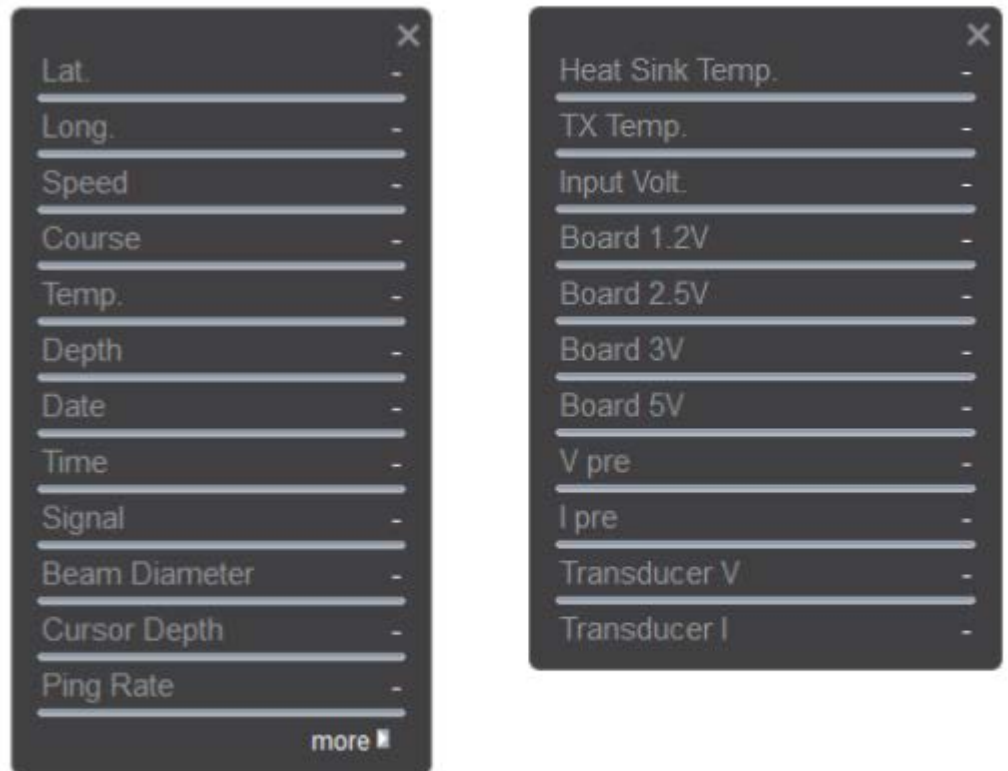 ×
Lat. -
Long. -
Speed -
Course -
Temp. -
Depth -
Date -
Time -
Signal -
Beam Diameter -
Cursor Depth -
Ping Rate -
more
×
Heat Sink Temp. -
TX Temp. -
Input Volt. -
Board 1.2V -
Board 2.5V -
Board 3V -
Board 5V -
V pre -
I pre -
Transducer V -
Transducer I -